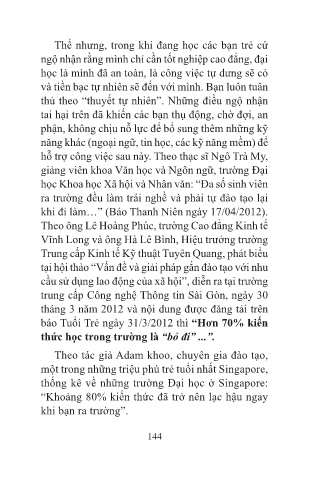 Thế nhưng, trong khi đang học các bạn trẻ cứ
ngộ nhận rằng mình chỉ cần tốt nghiệp cao đẳng, đại
học là mình đã an toàn, là công việc tự dưng sẽ có
và tiền bạc tự nhiên sẽ đến với mình. Bạn luôn tuân
thủ theo “thuyết tự nhiên”. Những điều ngộ nhận
tai hại trên đã khiến các bạn thụ động, chờ đợi, an
phận, không chịu nỗ lực để bổ sung thêm những kỹ
năng khác (ngoại ngữ, tin học, các kỹ năng mềm) để
hỗ trợ công việc sau này. Theo thạc sĩ Ngô Trà My,
giảng viên khoa Văn học và Ngôn ngữ, trường Đại
học Khoa học Xã hội và Nhân văn: “Đa số sinh viên
ra trường đều làm trái nghề và phải tự đào tạo lại
khi đi làm…” (Báo Thanh Niên ngày 17/04/2012).
Theo ông Lê Hoàng Phúc, trường Cao đẳng Kinh tế
Vĩnh Long và ông Hà Lê Bình, Hiệu trưởng trường
Trung cấp Kinh tế Kỹ thuật Tuyên Quang, phát biểu
tại hội thảo “Vấn đề và giải pháp gắn đào tạo với nhu
cầu sử dụng lao động của xã hội”, diễn ra tại trường
trung cấp Công nghệ Thông tin Sài Gòn, ngày 30
tháng 3 năm 2012 và nội dung được đăng tải trên
báo Tuổi Trẻ ngày 31/3/2012 thì “Hơn 70% kiến
thức học trong trường là “bỏ đi” ...”.
Theo tác giả Adam khoo, chuyên gia đào tạo,
một trong những triệu phú trẻ tuổi nhất Singapore,
thống kê về những trường Đại học ở Singapore:
“Khoảng 80% kiến thức đã trở nên lạc hậu ngay
khi bạn ra trường”.
144